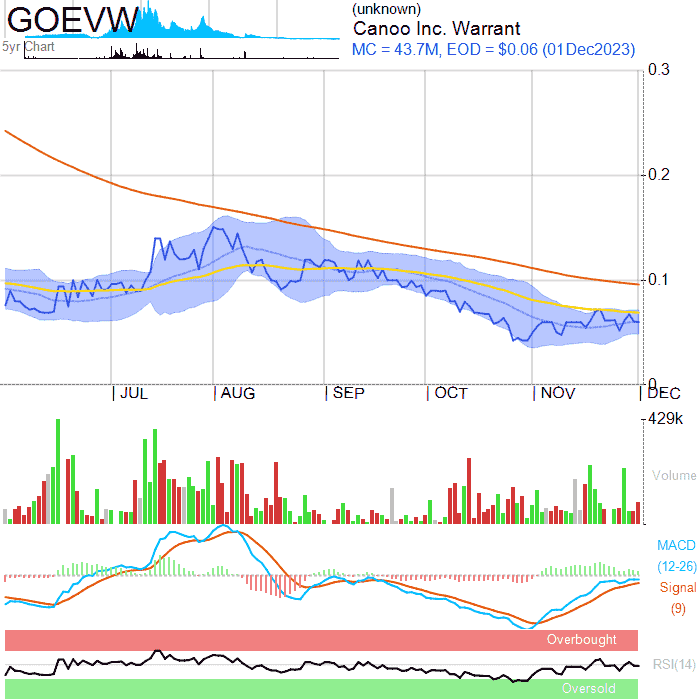 GOEVW
(unknown)
Canoo Inc. Warrant
MC = 43.7M, EOD = $0.06 (01Dec2023)
5yr Chart
0.3
0.2
0.1
0
JUL AUG SEP OCT NOV DEC
429k
Volume
MACD
(12-26)
Signal
(9)
Overbought
RSI(14)
Oversold